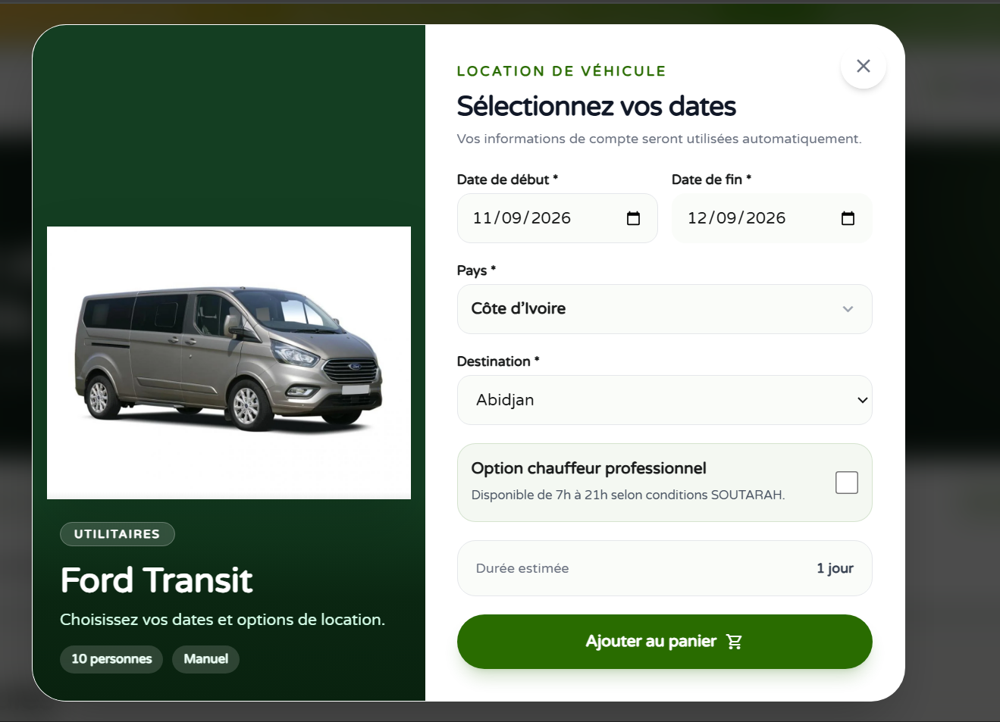 UTILITAIRES
Ford Transit
Choisissez vos dates et options de location.
10 personnes
Manuel
LOCATION DE VÉHICULE
Sélectionnez vos dates
Vos informations de compte seront utilisées automatiquement.
Date de début *
11/09/2026
Date de fin *
12/09/2026
Pays *
Côte d’Ivoire
Destination *
Abidjan
Option chauffeur professionnel
Disponible de 7h à 21h selon conditions SOUTARAH.
Durée estimée
1 jour
Ajouter au panier